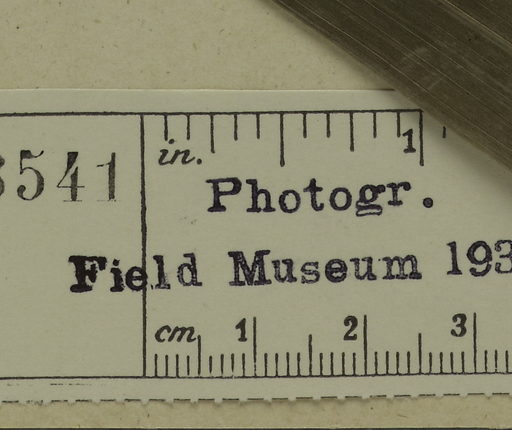 in. 1
3541
Photogr.
Field Museum 193
cm 1 2 3